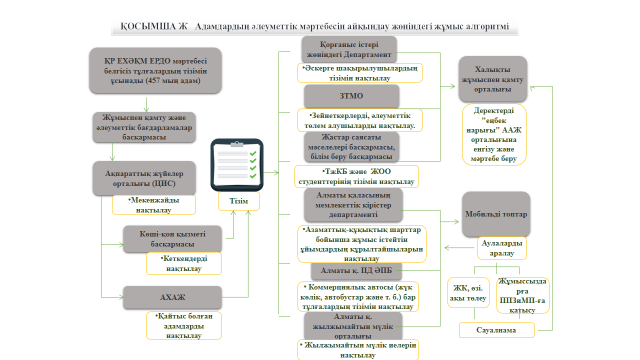 ҚОСЫМША Ж   Адамдардың әлеуметтік мәртебесін айқындау жөніндегі жұмыс алгоритмі
ҚР ЕХӘҚМ ЕРДО мәртебесі
белгісіз тұлғалардың тізімін
ұсынады (457 мың адам)
Жұмыспен қамту және
әлеуметтік бағдарламалар
басқармасы
Ақпараттық жүйелер
орталығы (ЦИС)
•Мекенжайды
нақтылау
Көші-қон қызметі
басқармасы
•Кеткендерді
нақтылау
АХАЖ
•Қайтыс болған
адамдарды
нақтылау
Тізім
Қорғаныс істері
жөніндегі Департамент
•Әскерге шақырылушылардың
тізімін нақтылау
ЗТМО
•Зейнеткерлерді, әлеуметтік
төлем алушыларды нақтылау.
Жастар саясаты
мәселелері басқармасы,
білім беру басқармасы
•ТжКБ және  ЖОО
студенттерінің тізімін нақтылау
Алматы қаласының
мемлекеттік кірістер
департаменті
•Азаматтық-құқықтық шарттар
бойынша жұмыс істейтін
ұйымдардың құрылтайшыларын
нақтылау
Алматы қ. ПД ӘПБ
• Коммерциялық автосы (жүк
көлік, автобустар және т. б.) бар
тұлғалардың тізімін нақтылау
Алматы қ.
жылжымайтын мүлік
орталығы
• Жылжымайтын мүлік иелерін
нақтылау
Халықты
жұмыспен қамту
орталығы
Деректерді
"еңбек
нарығы" ААЖ
орталығына
енгізу және
мәртебе беру
Мобильді топтар
Аулаларды
аралау
ЖҚ, өзі.
ақы төлеу
Жұмыссызда
рға
ППЗиМП-ға
қатысу
Сауалнама